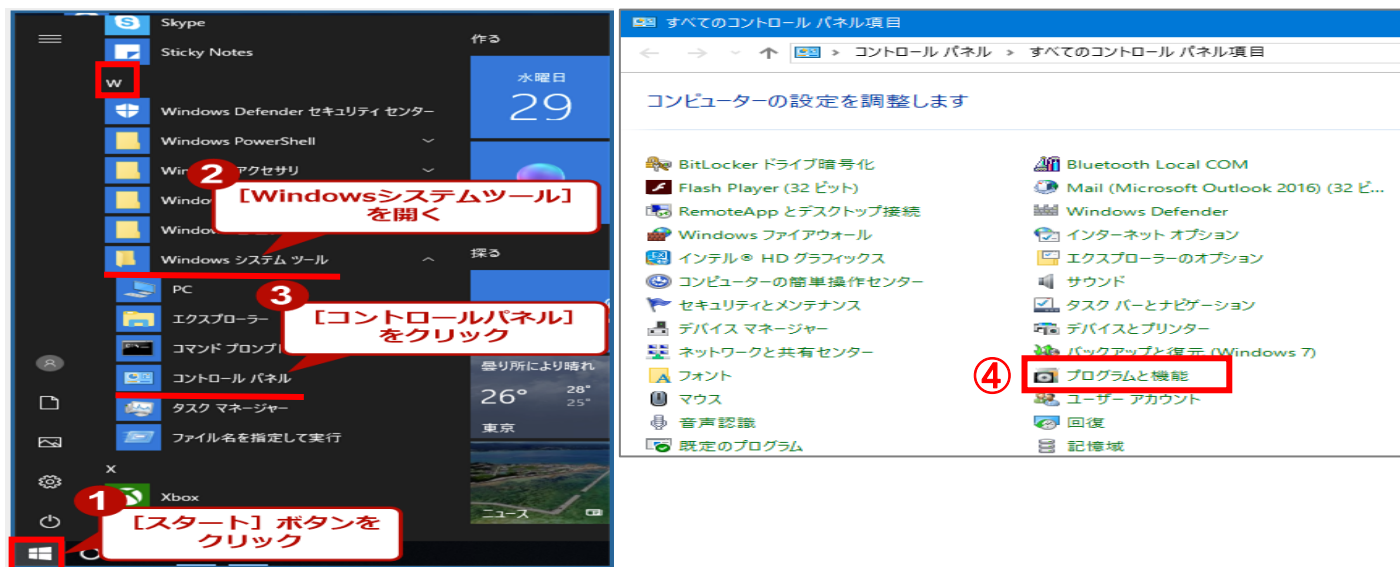 Skype
Sticky Notes
W
Windows Defender セキュリティ センター
Windows PowerShell
アクセサリ
2
[Windowsシステムツール]
を開く
Windows システム ツール
PC
3
エクスプローラー
[コントロールパネル]
をクリック
コマンド プロンプ
コントロール パネル
タスク マネージャー
ファイル名を指定して実行
X
Xbox
1
[スタート] ボタンを
クリック
作る
水曜日
29
探る
曇り所により晴れ
26° 28°
25°
東京
ニュース
すべてのコントロール パネル項目
コントロール パネル > すべてのコントロール パネル項目
コンピューターの設定を調整します
BitLocker ドライブ暗号化
Flash Player (32 ビット)
RemoteApp とデスクトップ接続
Windows ファイアウォール
インテル® HD グラフィックス
コンピューターの簡単操作センター
セキュリティとメンテナンス
デバイス マネージャー
ネットワークと共有センター
フォント
マウス
音声認識
既定のプログラム
Bluetooth Local COM
Mail (Microsoft Outlook 2016) (32 ビ...
Windows Defender
インターネット オプション
エクスプローラーのオプション
サウンド
タスク バーとナビゲーション
デバイスとプリンター
バックアップと復元 (Windows 7)
④ プログラムと機能
ユーザー アカウント
回復
記憶域